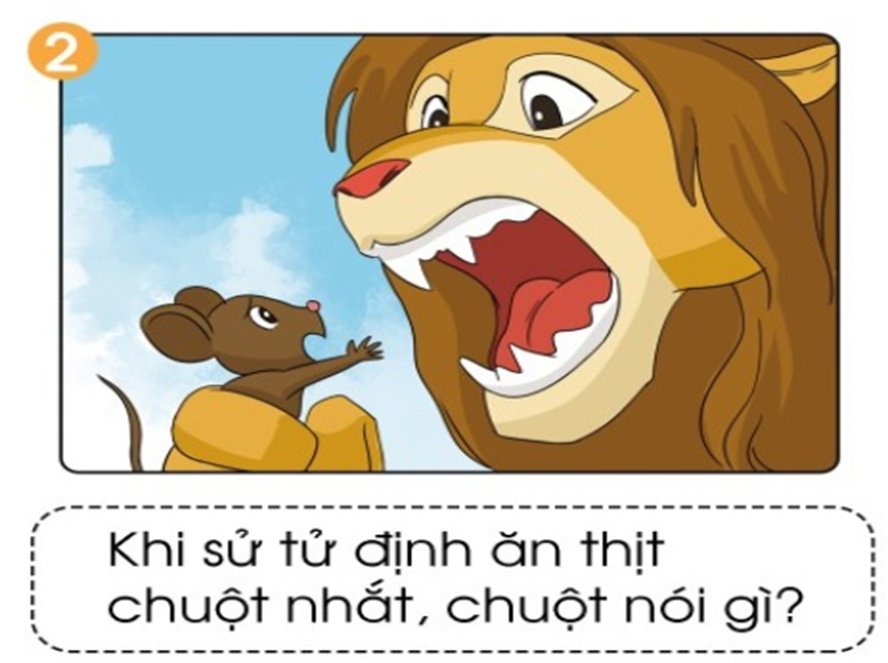 2
Khi sử tử định ăn thịt
chuột nhắt, chuột nói gì?